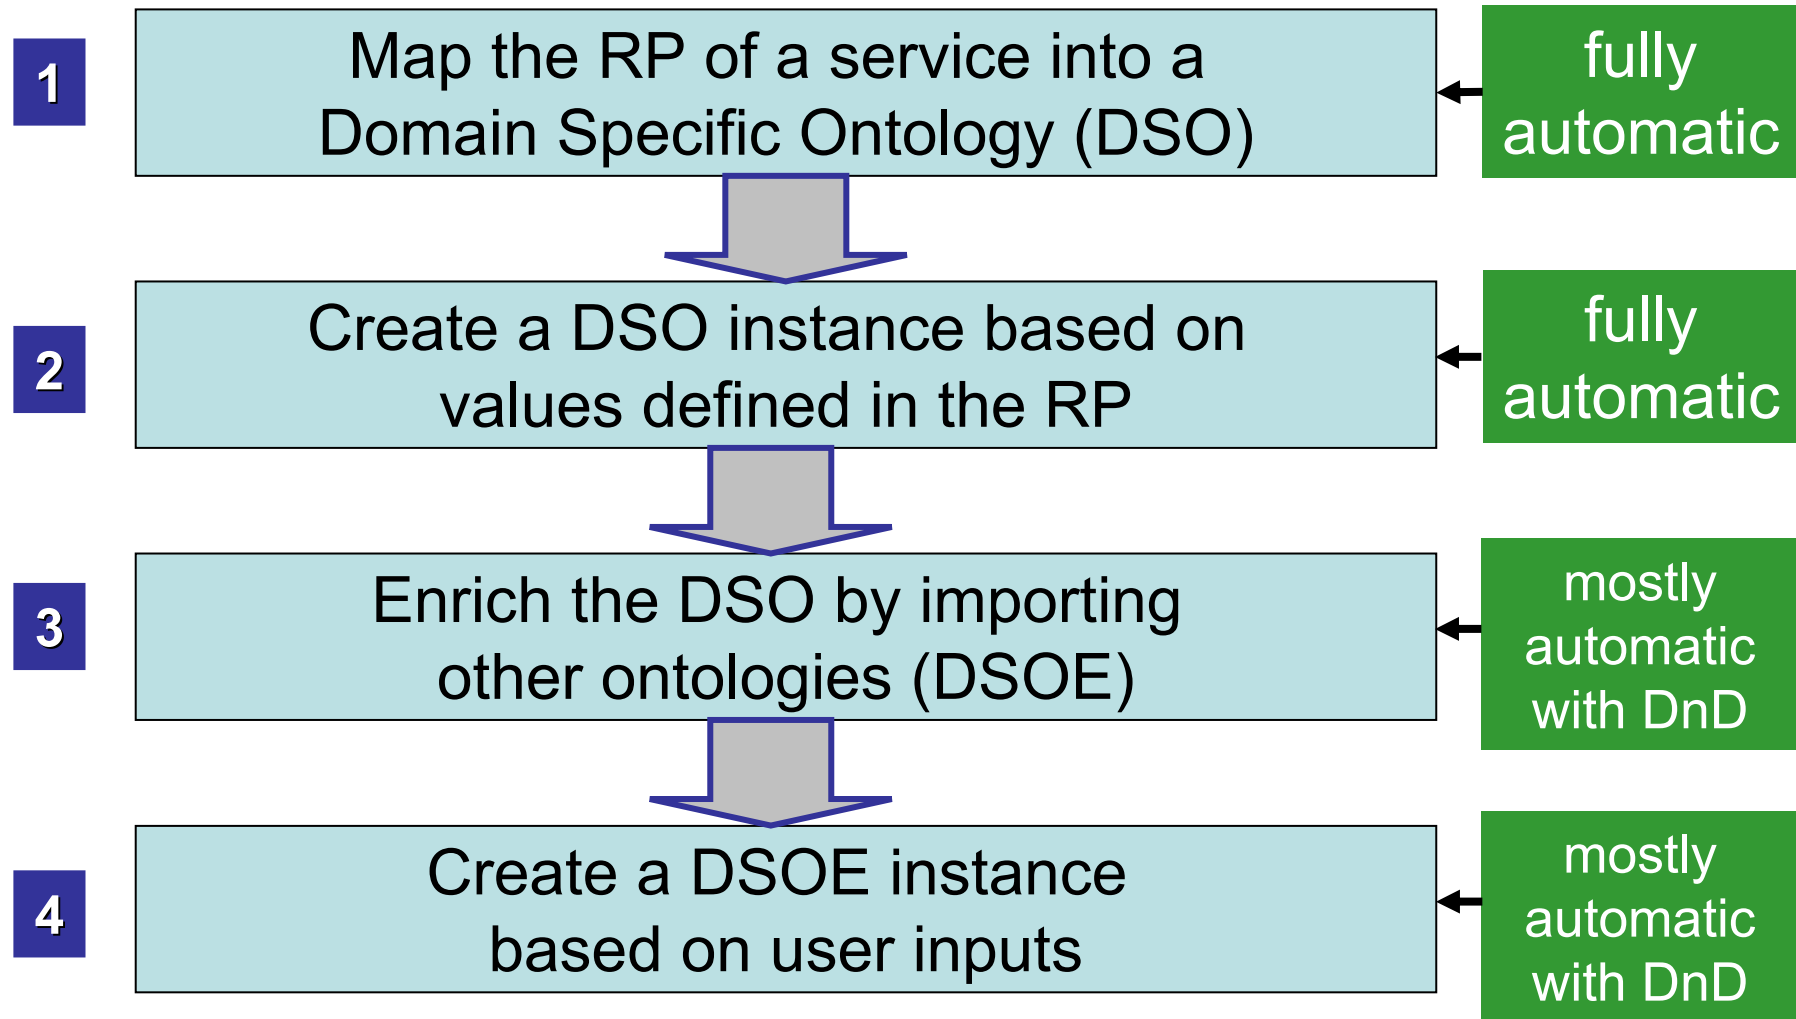 1
Map the RP of a service into a
Domain Specific Ontology (DSO)
fully
automatic
2
Create a DSO instance based on
values defined in the RP
fully
automatic
3
Enrich the DSO by importing
other ontologies (DSOE)
mostly
automatic
with DnD
4
Create a DSOE instance
based on user inputs
mostly
automatic
with DnD